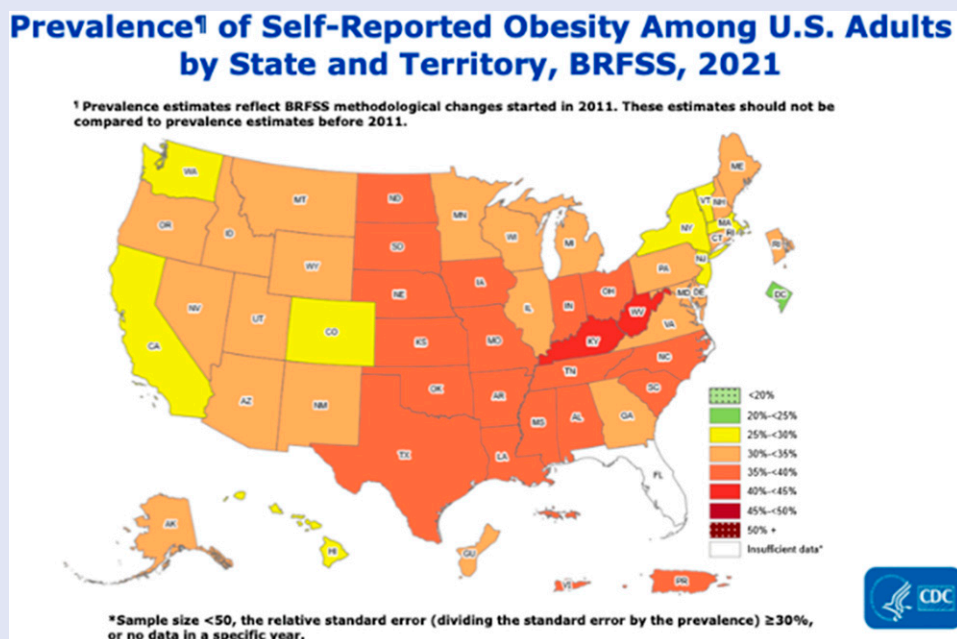 Prevalence¶ of Self-Reported Obesity Among U.S. Adults
by State and Territory, BRFSS, 2021
¶ Prevalence estimates reflect BRFSS methodological changes started in 2011. These estimates should not be
compared to prevalence estimates before 2011.
WA
MT
ND
MN
ME
OR
ID
SD
WI
MI
VT NH
NY
MA
CT RI
RI
WY
NE
IA
PA
NJ
NV
UT
CO
KS
MO
IL
IN
OH
MD DE
DC
WV
VA
CA
KY
AZ
NM
OK
AR
TN
NC
SC
MS
AL
GA
TX
LA
FL
AK
HI
GU
VI
PR
<20%
20%-<25%
25%-<30%
30%-<35%
35%-<40%
40%-<45%
45%-<50%
50% +
Insufficient data*
CDC
*Sample size <50, the relative standard error (dividing the standard error by the prevalence) ≥30%,
or no data in a specific year.